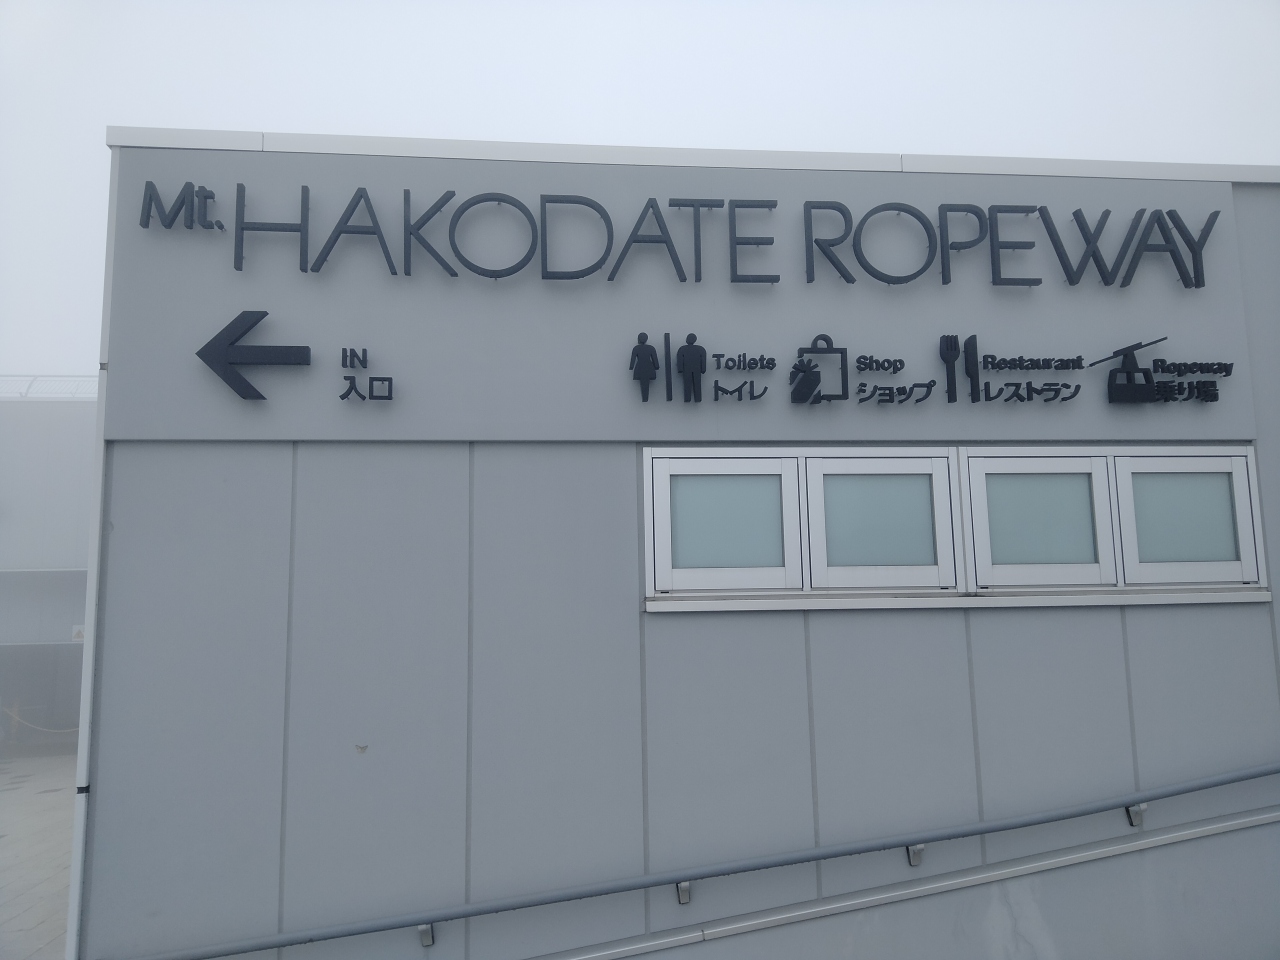 Mt. HAKODATE ROPEWAY
IN
入口
Toilets
トイレ
Shop
ショップ
Restaurant
レストラン
Ropeway
乗り場